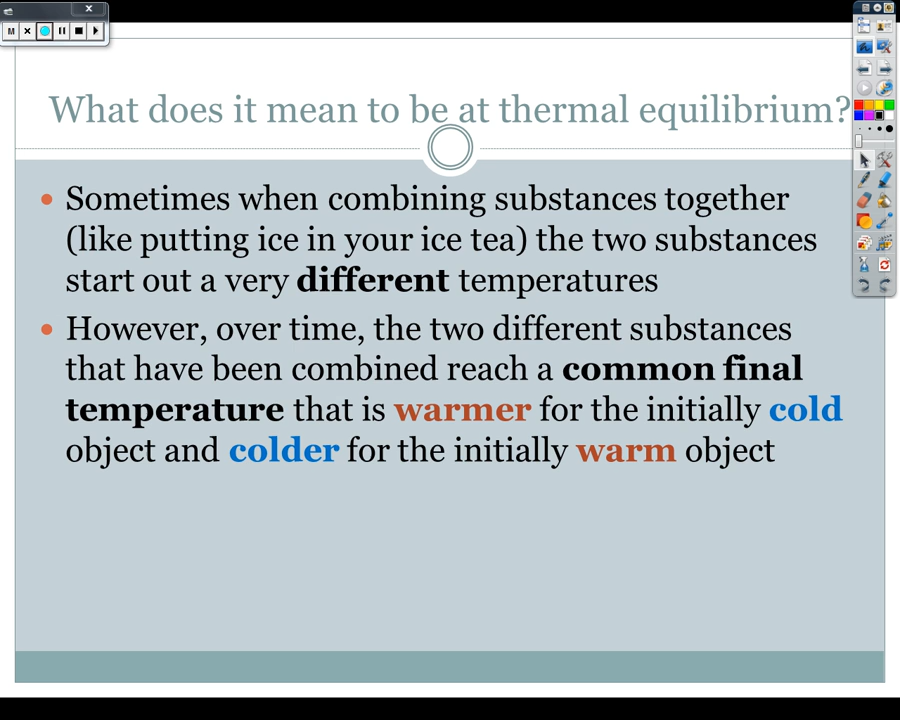 M
What does it mean to be at thermal equilibrium?
• Sometimes when combining substances together
(like putting ice in your ice tea) the two substances
start out a very different temperatures
• However, over time, the two different substances
that have been combined reach a common final
temperature that is warmer for the initially cold
object and colder for the initially warm object